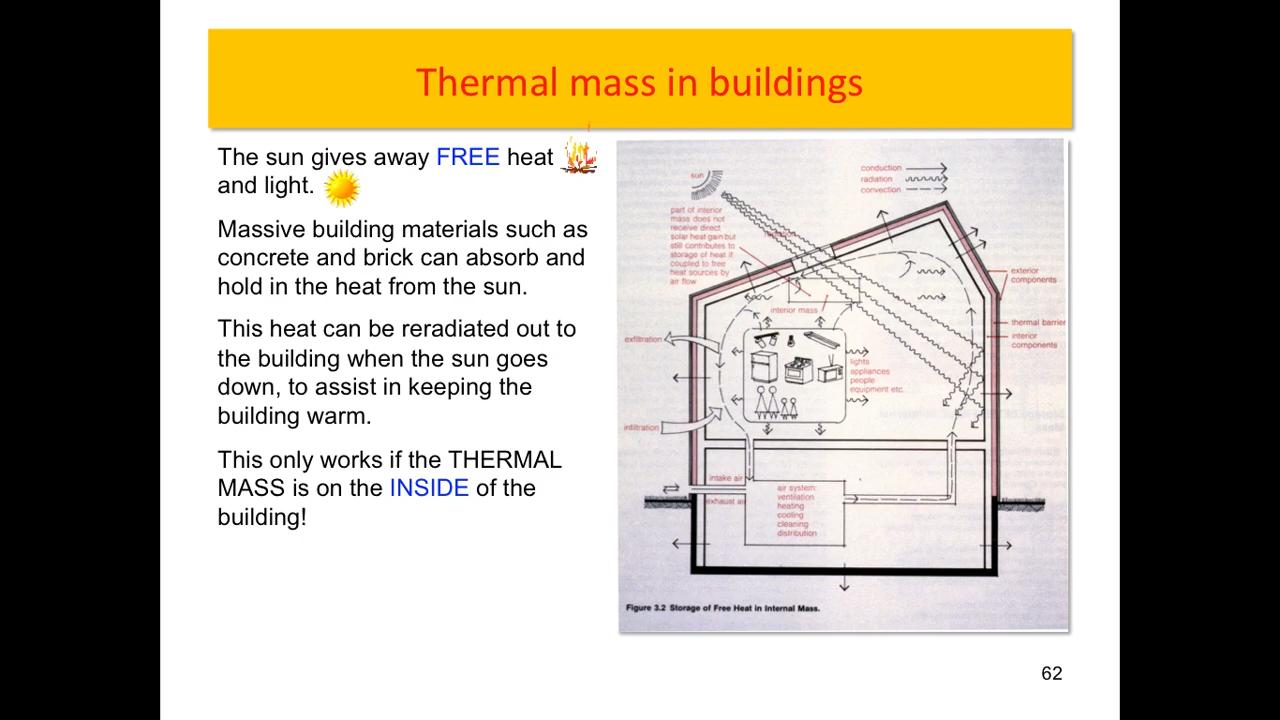 Thermal mass in buildings
The sun gives away FREE heat
and light.
Massive building materials such as
concrete and brick can absorb and
hold in the heat from the sun.
This heat can be reradiated out to
the building when the sun goes
down, to assist in keeping the
building warm.
This only works if the THERMAL
MASS is on the INSIDE of the
building!
sun
conduction
radiation
convection
part of interior
mass does not
receive direct
solar heat gain but
still contributes to
storage of heat if
coupled to free
heat sources by
air flow
interior mass
exterior
components
thermal barrier
interior
components
exfiltration
lights
appliances
people
equipment etc.
infiltration
intake air
exhaust air
air system:
ventilation
heating
cooling
cleaning
distribution
Figure 3.2 Storage of Free Heat in Internal Mass.
62